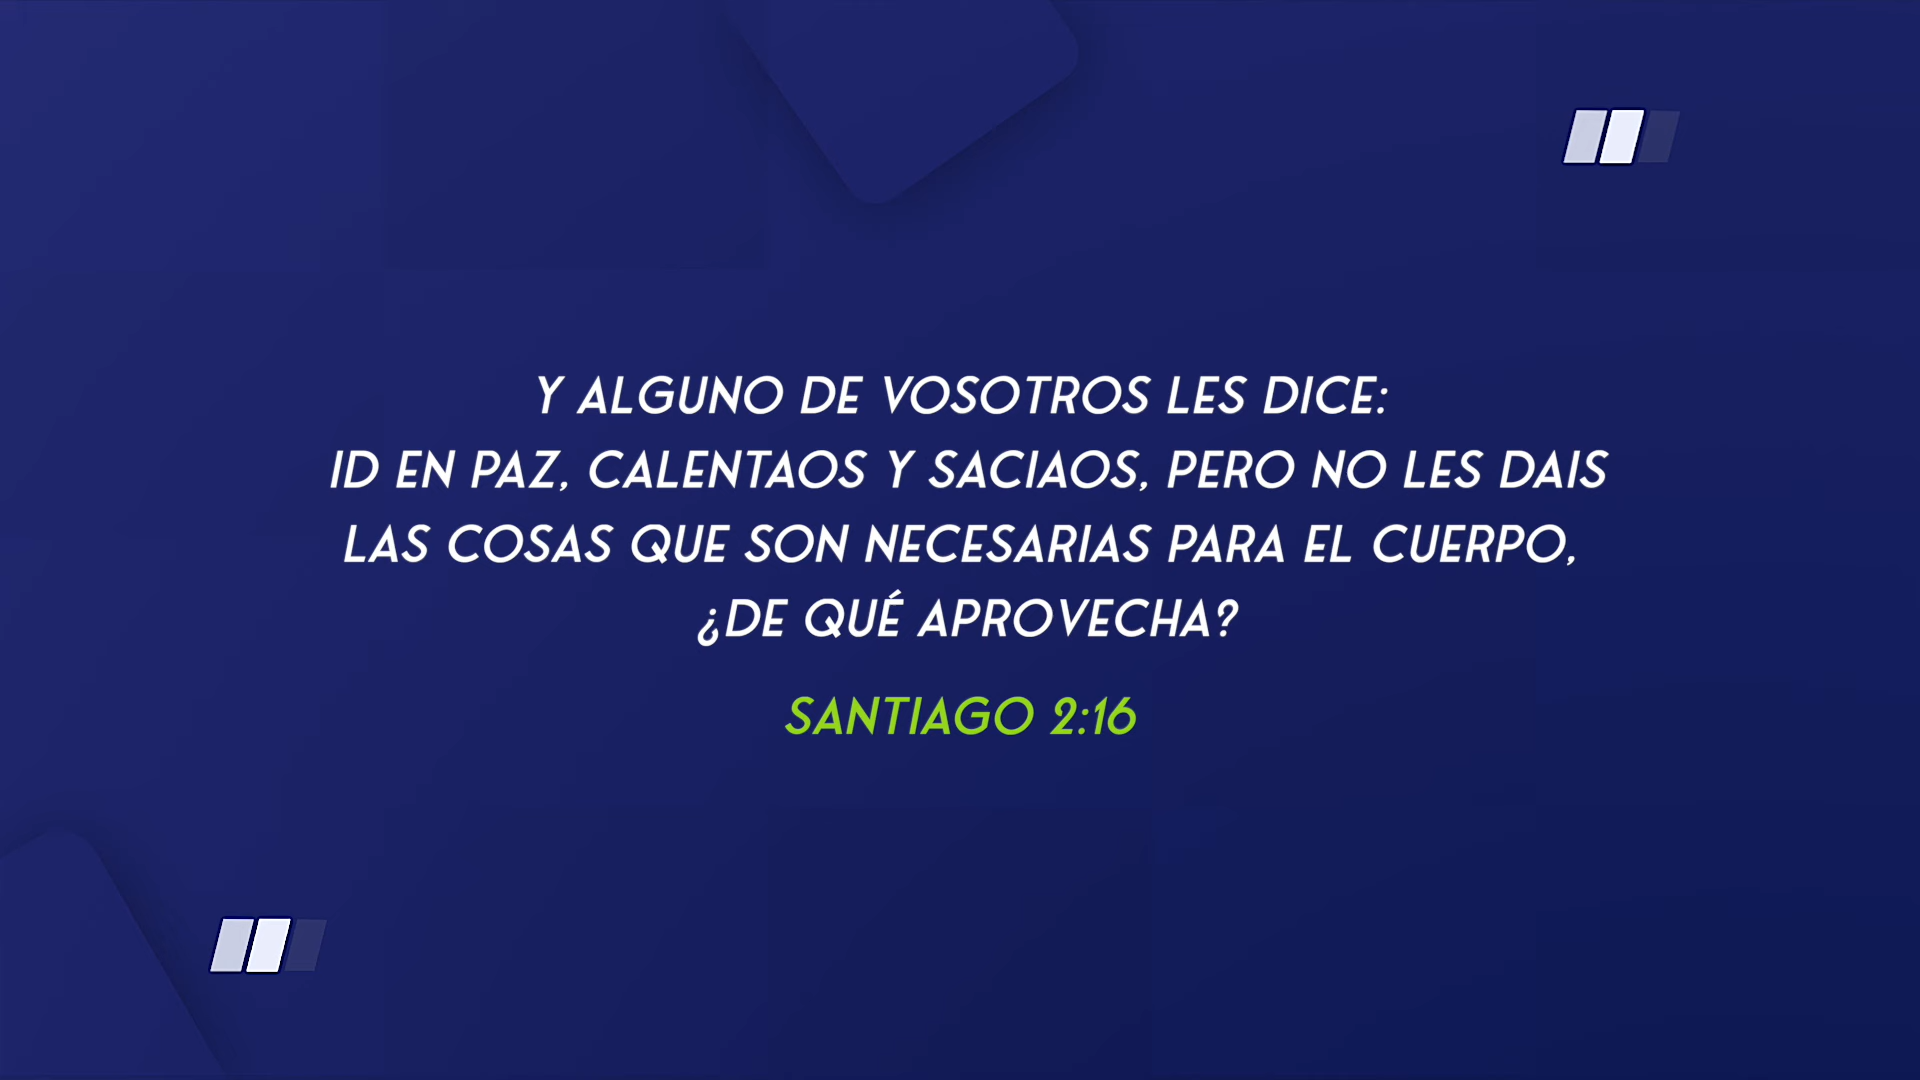 Y ALGUNO DE VOSOTROS LES DICE:
ID EN PAZ, CALENTAOS Y SACIAOS, PERO NO LES DAIS
LAS COSAS QUE SON NECESARIAS PARA EL CUERPO,
¿DE QUÉ APROVECHA?
SANTIAGO 2:16